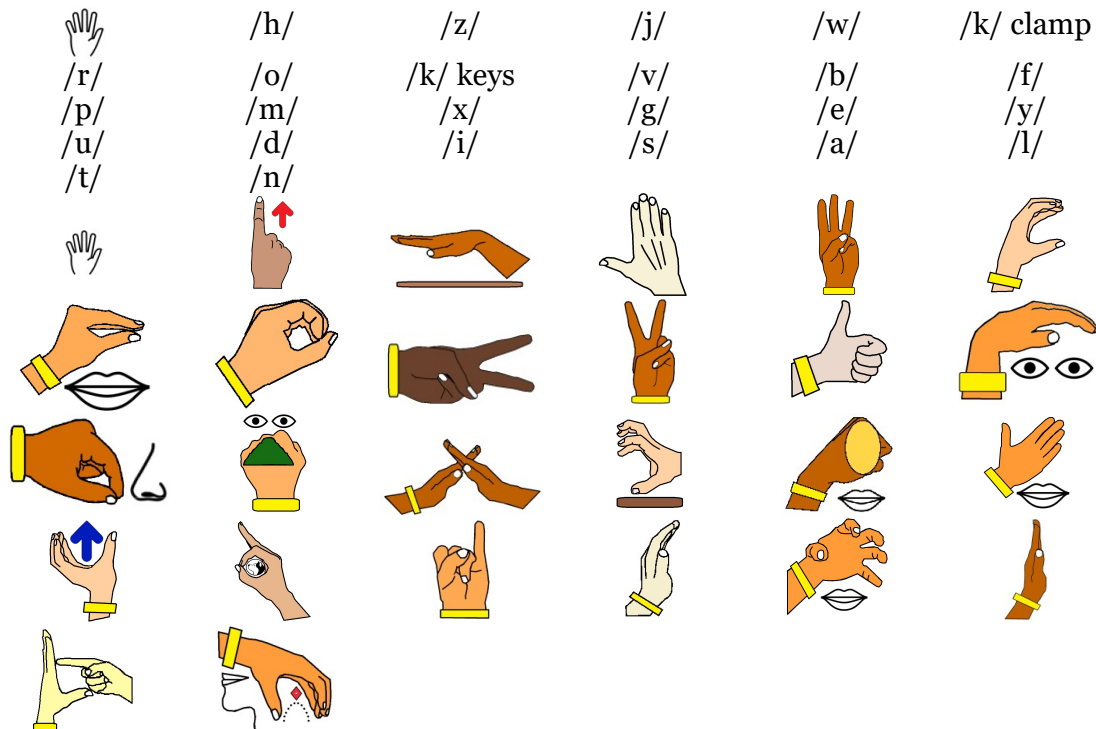 /h/ /z/ /j/ /w/ /k/ clamp
/r/ /o/ /k/ keys /v/ /b/ /f/
/p/ /m/ /x/ /g/ /e/ /y/
/u/ /d/ /i/ /s/ /a/ /l/
/t/ /n/